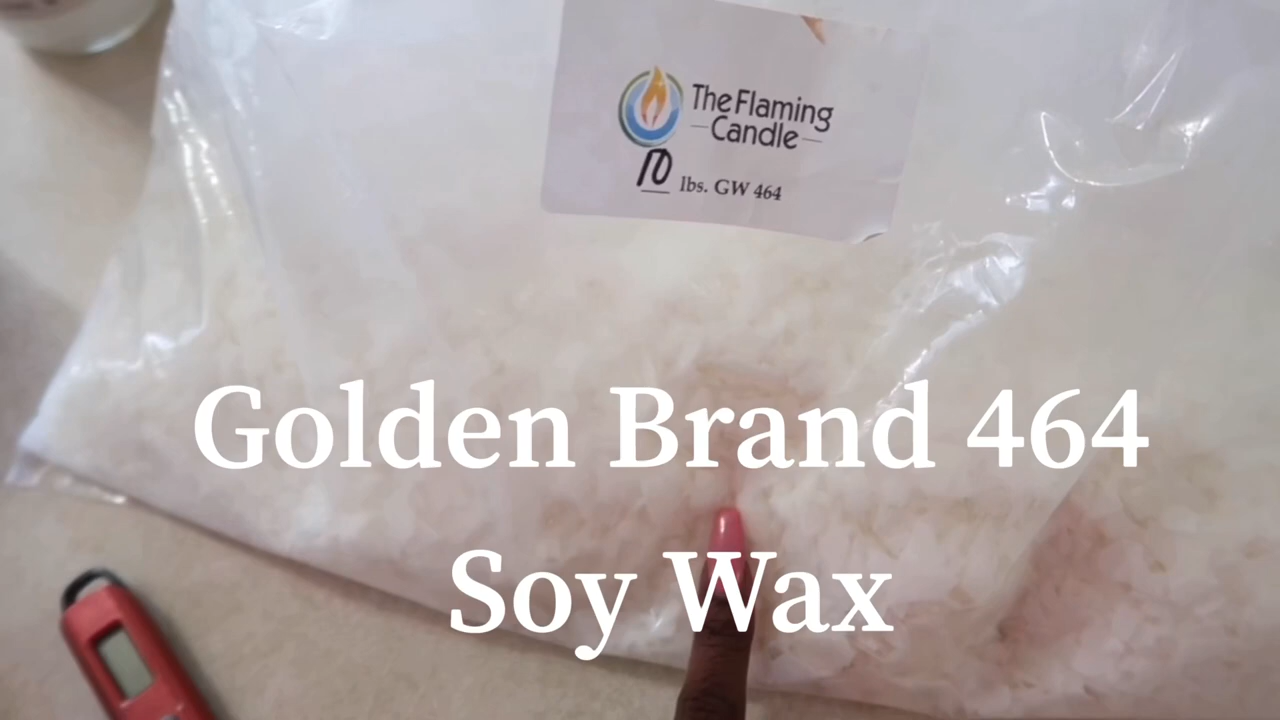 The Flaming
Candle
10 lbs. GW 464
Golden Brand 464
Soy Wax